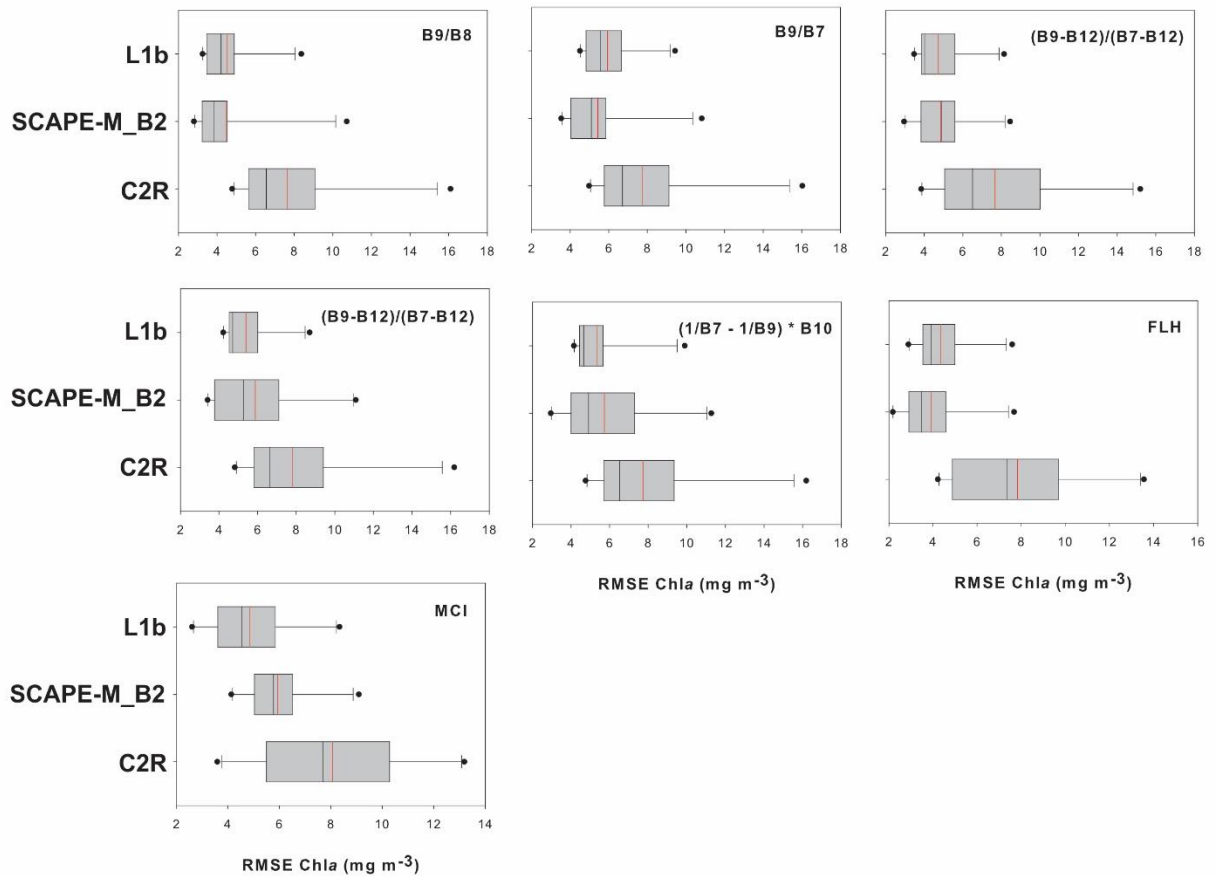 B9/B8
L1b
SCAPE-M_B2
C2R
2 4 6 8 10 12 14 16 18
B9/B7
2 4 6 8 10 12 14 16 18
(B9-B12)/(B7-B12)
2 4 6 8 10 12 14 16 18
(B9-B12)/(B7-B12)
L1b
SCAPE-M_B2
C2R
2 4 6 8 10 12 14 16 18
(1/B7 - 1/B9) * B10
2 4 6 8 10 12 14 16 18
RMSE Chla (mg m-3)
FLH
2 4 6 8 10 12 14 16
RMSE Chla (mg m-3)
MCI
L1b
SCAPE-M_B2
C2R
2 4 6 8 10 12 14
RMSE Chla (mg m-3)